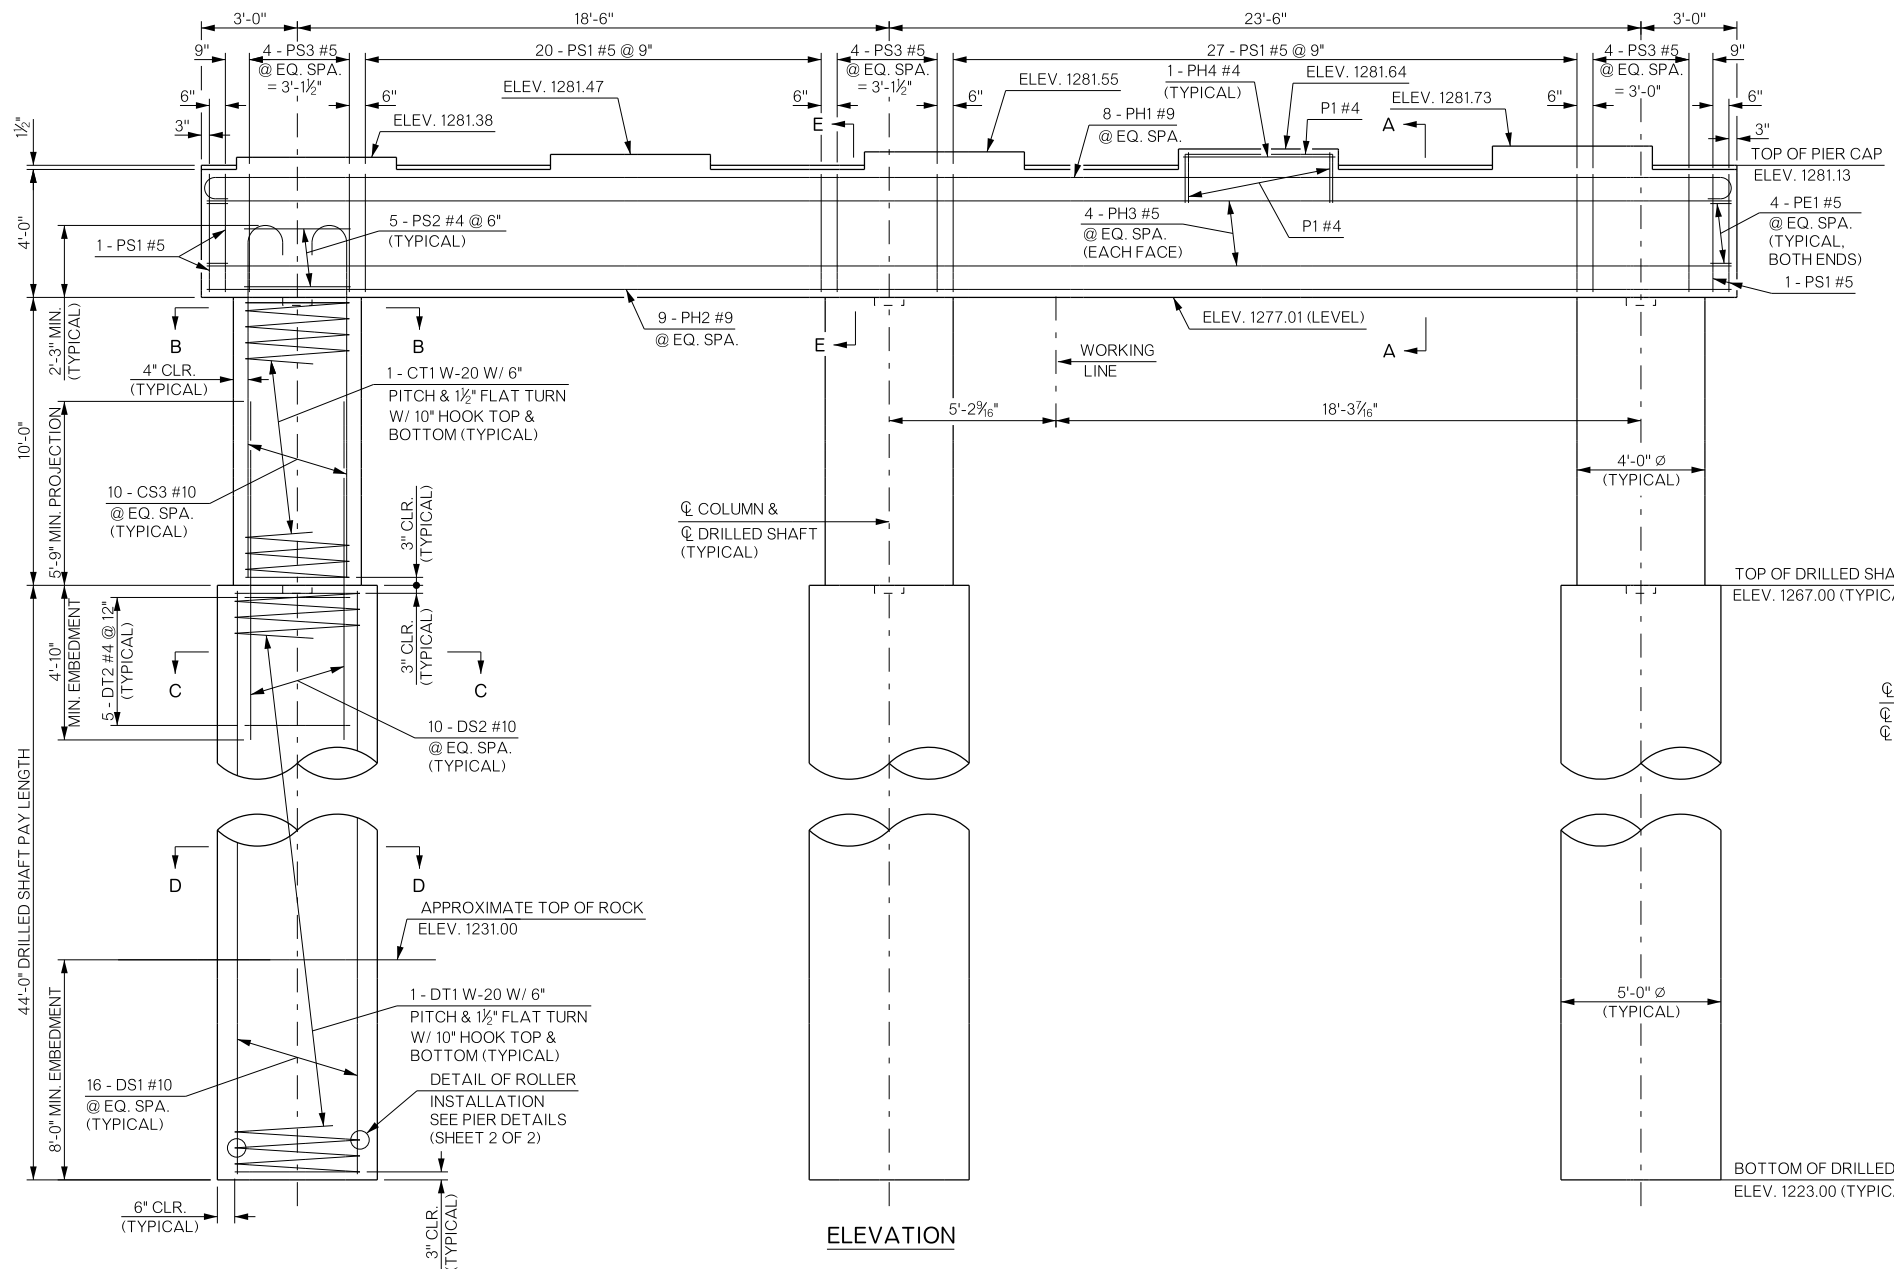 3'-0"
18'-6"
23'-6"
3'-0"
9"
4 - PS3 #5
@ EQ. SPA.
= 3'-1½"
20 - PS1 #5 @ 9"
4 - PS3 #5
@ EQ. SPA.
= 3'-1½"
27 - PS1 #5 @ 9"
4 - PS3 #5
@ EQ. SPA.
= 3'-0"
9"
6"
6"
6"
6"
6"
6"
3"
3"
1½"
ELEV. 1281.38
ELEV. 1281.47
ELEV. 1281.55
1 - PH4 #4
(TYPICAL)
ELEV. 1281.64
P1 #4
ELEV. 1281.73
E
A
8 - PH1 #9
@ EQ. SPA.
TOP OF PIER CAP
ELEV. 1281.13
4'-0"
1 - PS1 #5
5 - PS2 #4 @ 6"
(TYPICAL)
4 - PH3 #5
@ EQ. SPA.
(EACH FACE)
P1 #4
4 - PE1 #5
@ EQ. SPA.
(TYPICAL,
BOTH ENDS)
1 - PS1 #5
2'-3" MIN.
(TYPICAL)
B
B
9 - PH2 #9
@ EQ. SPA.
E
ELEV. 1277.01 (LEVEL)
A
WORKING
LINE
4" CLR.
(TYPICAL)
1 - CT1 W-20 W/ 6"
PITCH & 1½" FLAT TURN
W/ 10" HOOK TOP &
BOTTOM (TYPICAL)
5'-2⁹⁄₁₆"
18'-3⁷⁄₁₆"
10'-0"
5'-9" MIN. PROJECTION
10 - CS3 #10
@ EQ. SPA.
(TYPICAL)
3" CLR.
(TYPICAL)
℄ COLUMN &
℄ DRILLED SHAFT
(TYPICAL)
4'-0" Ø
(TYPICAL)
TOP OF DRILLED SHA
ELEV. 1267.00 (TYPICA
4'-10"
MIN. EMBEDMENT
5 - DT2 #4 @ 12"
(TYPICAL)
3" CLR.
(TYPICAL)
C
C
10 - DS2 #10
@ EQ. SPA.
(TYPICAL)
℄
℄
℄
44'-0" DRILLED SHAFT PAY LENGTH
D
D
APPROXIMATE TOP OF ROCK
ELEV. 1231.00
8'-0" MIN. EMBEDMENT
1 - DT1 W-20 W/ 6"
PITCH & 1½" FLAT TURN
W/ 10" HOOK TOP &
BOTTOM (TYPICAL)
5'-0" Ø
(TYPICAL)
16 - DS1 #10
@ EQ. SPA.
(TYPICAL)
DETAIL OF ROLLER
INSTALLATION
SEE PIER DETAILS
(SHEET 2 OF 2)
BOTTOM OF DRILLED
ELEV. 1223.00 (TYPICA
6" CLR.
(TYPICAL)
3" CLR.
(TYPICAL)
ELEVATION